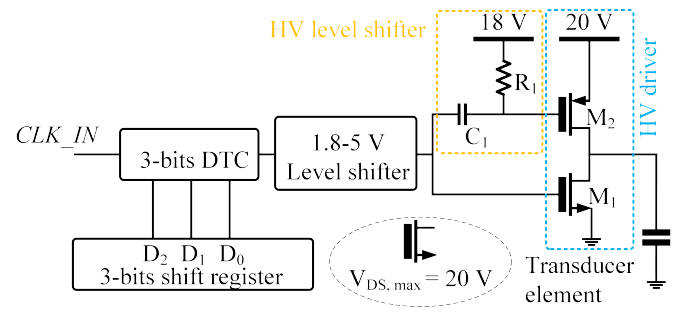 18 V
20 V
HV level shifter
HV driver
R1
M2
C1
CLK_IN
3-bits DTC
1.8-5 V
Level shifter
M1
D2 D1 D0
3-bits shift register
VDS, max = 20 V
Transducer
element